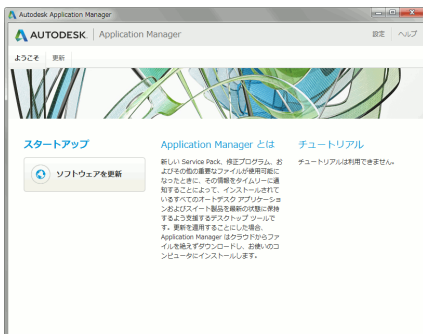 Autodesk Application Manager
AUTODESK. Application Manager
設定 ヘルプ
ようこそ 更新
スタートアップ
ソフトウェアを更新
Application Manager とは
新しい Service Pack、修正プログラム、お
よびその他の重要なファイルが使用可能に
なったときに、その情報をタイムリーに通
知することによって、インストールされて
いるすべてのオートデスク アプリケーショ
ンおよびスイート製品を最新の状態に保持
するよう支援するデスクトップ ツールで
す。更新を適用することにした場合、
Application Manager はクラウドからファ
イルを絶えずダウンロードし、お使いのコ
ンピュータにインストールします。
チュートリアル
チュートリアルは利用できません。